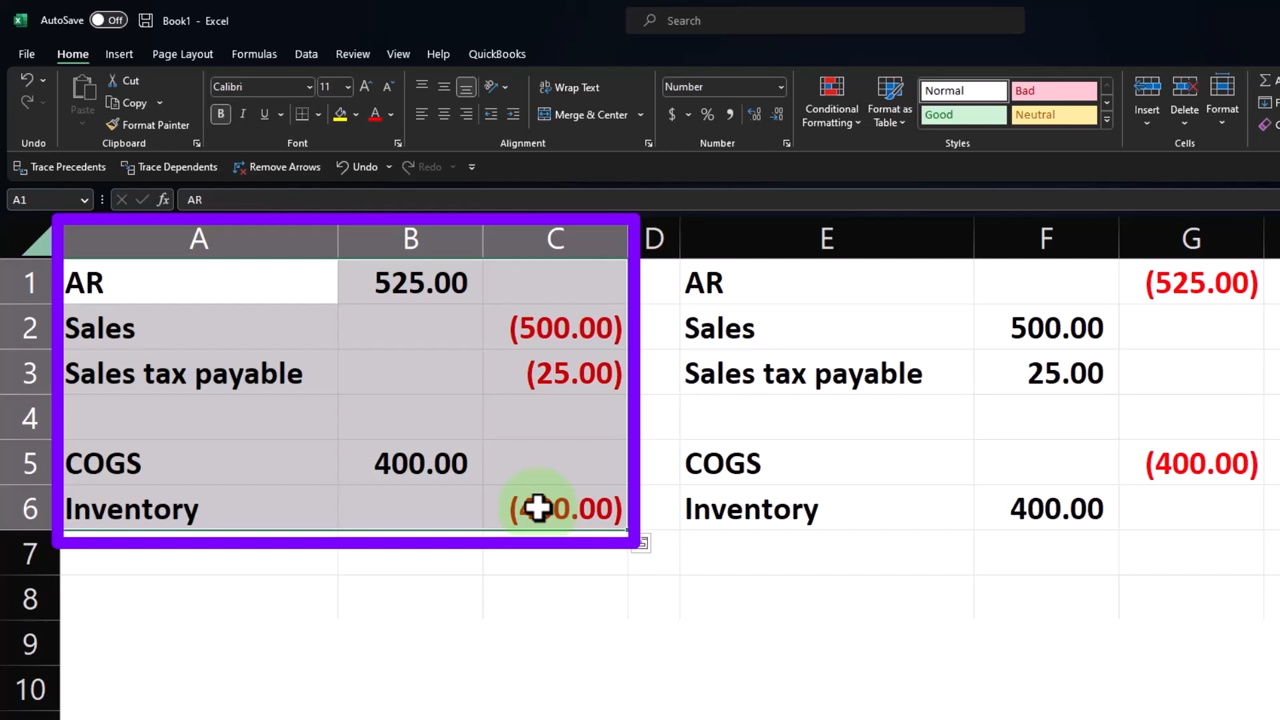 AutoSave Off Book1 - Excel Search
File Home Insert Page Layout Formulas Data Review View Help QuickBooks
Cut Calibri 11 Wrap Text Number Conditional Formatting Format as Table Normal Bad Insert Delete Format
Paste Copy B I U Merge & Center $ % Good Neutral
Format Painter
Undo Clipboard Font Alignment Number Styles Cells
Trace Precedents Trace Dependents Remove Arrows Undo Redo
A1 fx AR
A B C D E F G
1 AR 525.00 AR (525.00)
2 Sales (500.00) Sales 500.00
3 Sales tax payable (25.00) Sales tax payable 25.00
4
5 COGS 400.00 COGS (400.00)
6 Inventory (400.00) Inventory 400.00
7
8
9
10